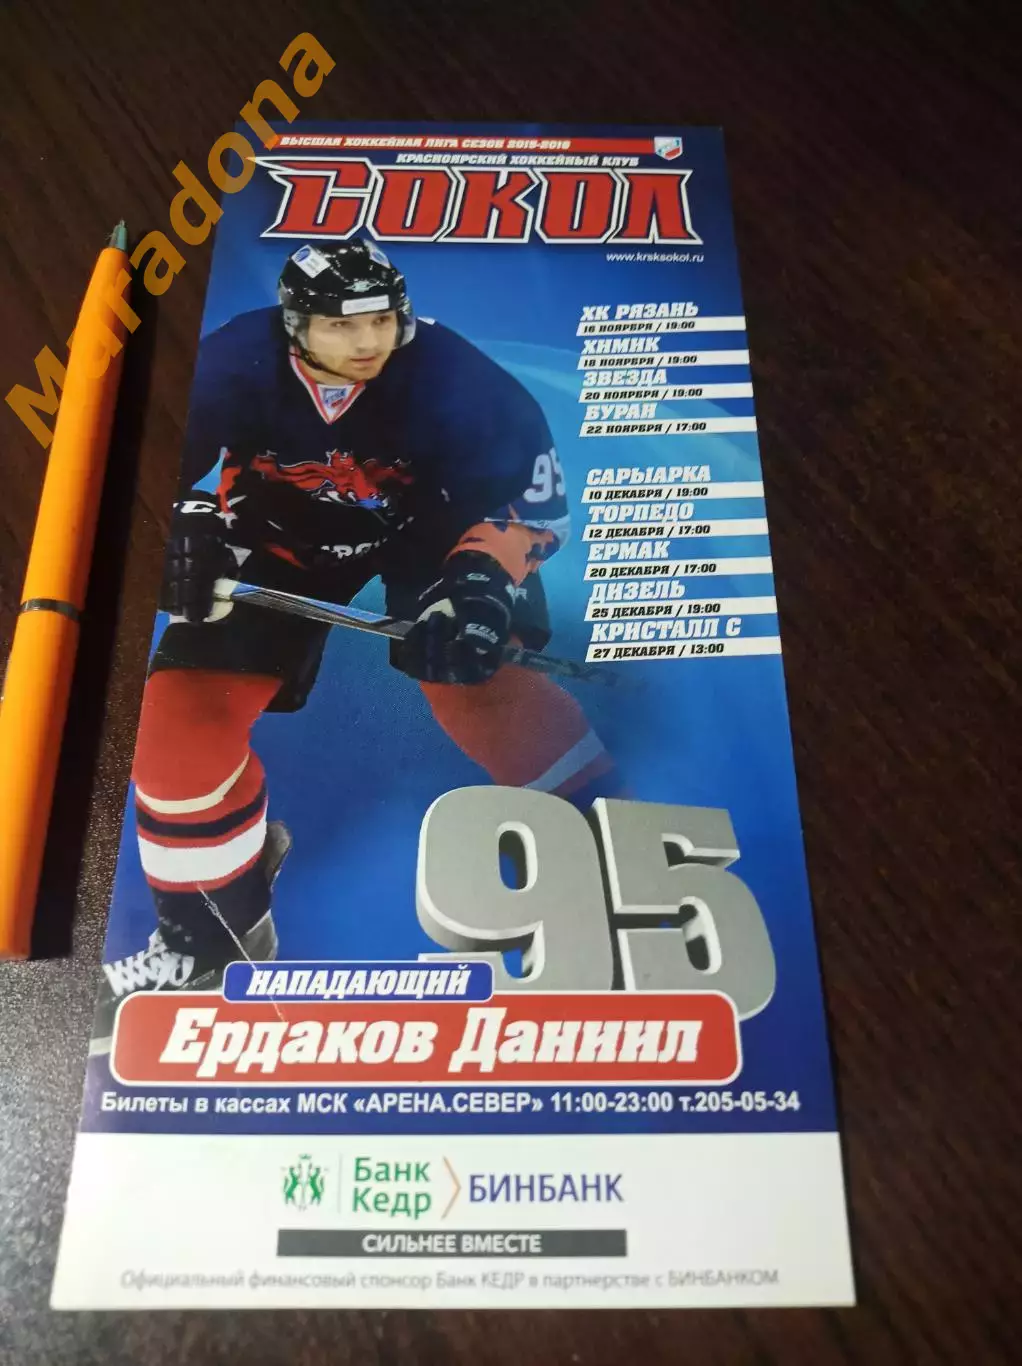 Maradona
ВЫСШАЯ ХОККЕЙНАЯ ЛИГА СЕЗОН 2015-2016
КРАСНОЯРСКИЙ ХОККЕЙНЫЙ КЛУБ
СОКОЛ
www.krsksokol.ru
ХК РЯЗАНЬ
16 НОЯБРЯ / 19:00
ХИМИК
18 НОЯБРЯ / 19:00
ЗВЕЗДА
20 НОЯБРЯ / 19:00
БУРАН
22 НОЯБРЯ / 17:00
САРЫАРКА
10 ДЕКАБРЯ / 19:00
ТОРПЕДО
12 ДЕКАБРЯ / 17:00
ЕРМАК
20 ДЕКАБРЯ / 17:00
ДИЗЕЛЬ
25 ДЕКАБРЯ / 19:00
КРИСТАЛЛ С
27 ДЕКАБРЯ / 13:00
95
95
НАПАДАЮЩИЙ
Ердаков Даниил
Билеты в кассах МСК «АРЕНА.СЕВЕР» 11:00-23:00 т.205-05-34
Банк Кедр
БИНБАНК
СИЛЬНЕЕ ВМЕСТЕ
Официальный финансовый спонсор Банк КЕДР в партнерстве с БИНБАНКОМ